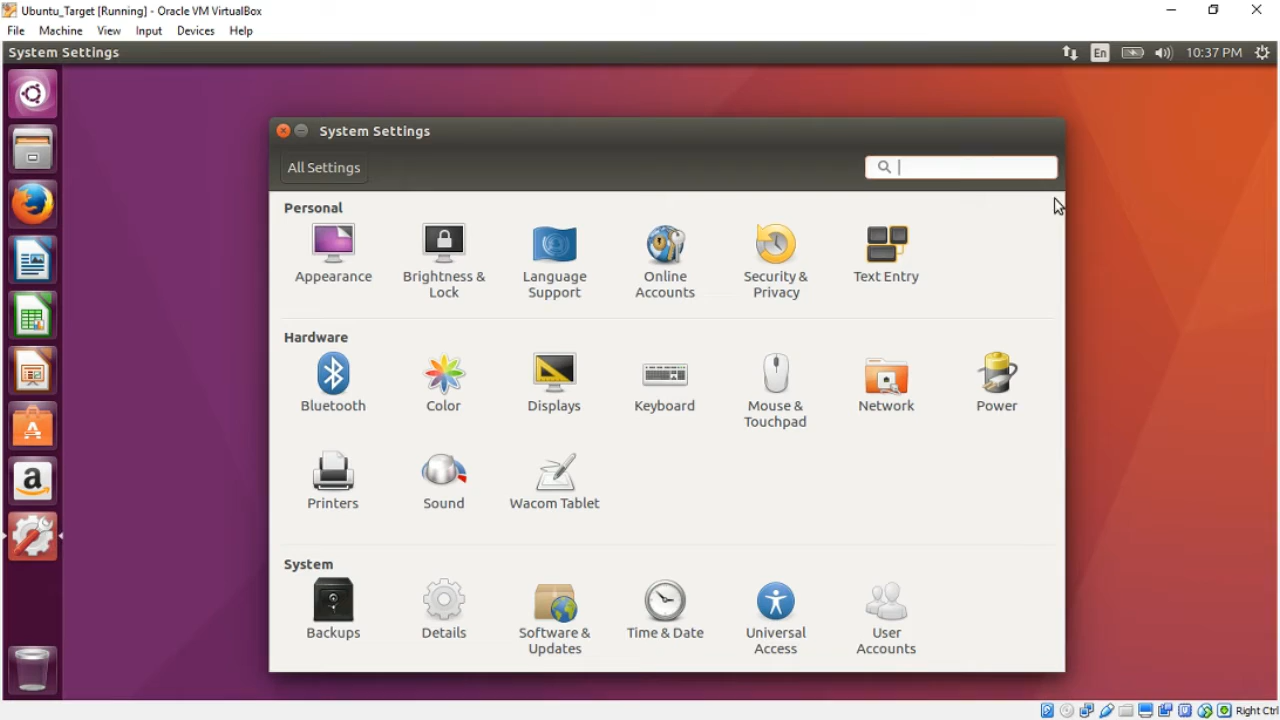 Ubuntu_Target [Running] - Oracle VM VirtualBox
File Machine View Input Devices Help
System Settings En 10:37 PM
System Settings
All Settings
Personal
Appearance
Brightness & Lock
Language Support
Online Accounts
Security & Privacy
Text Entry
Hardware
Bluetooth
Color
Displays
Keyboard
Mouse & Touchpad
Network
Power
Printers
Sound
Wacom Tablet
System
Backups
Details
Software & Updates
Time & Date
Universal Access
User Accounts
Right Ctrl